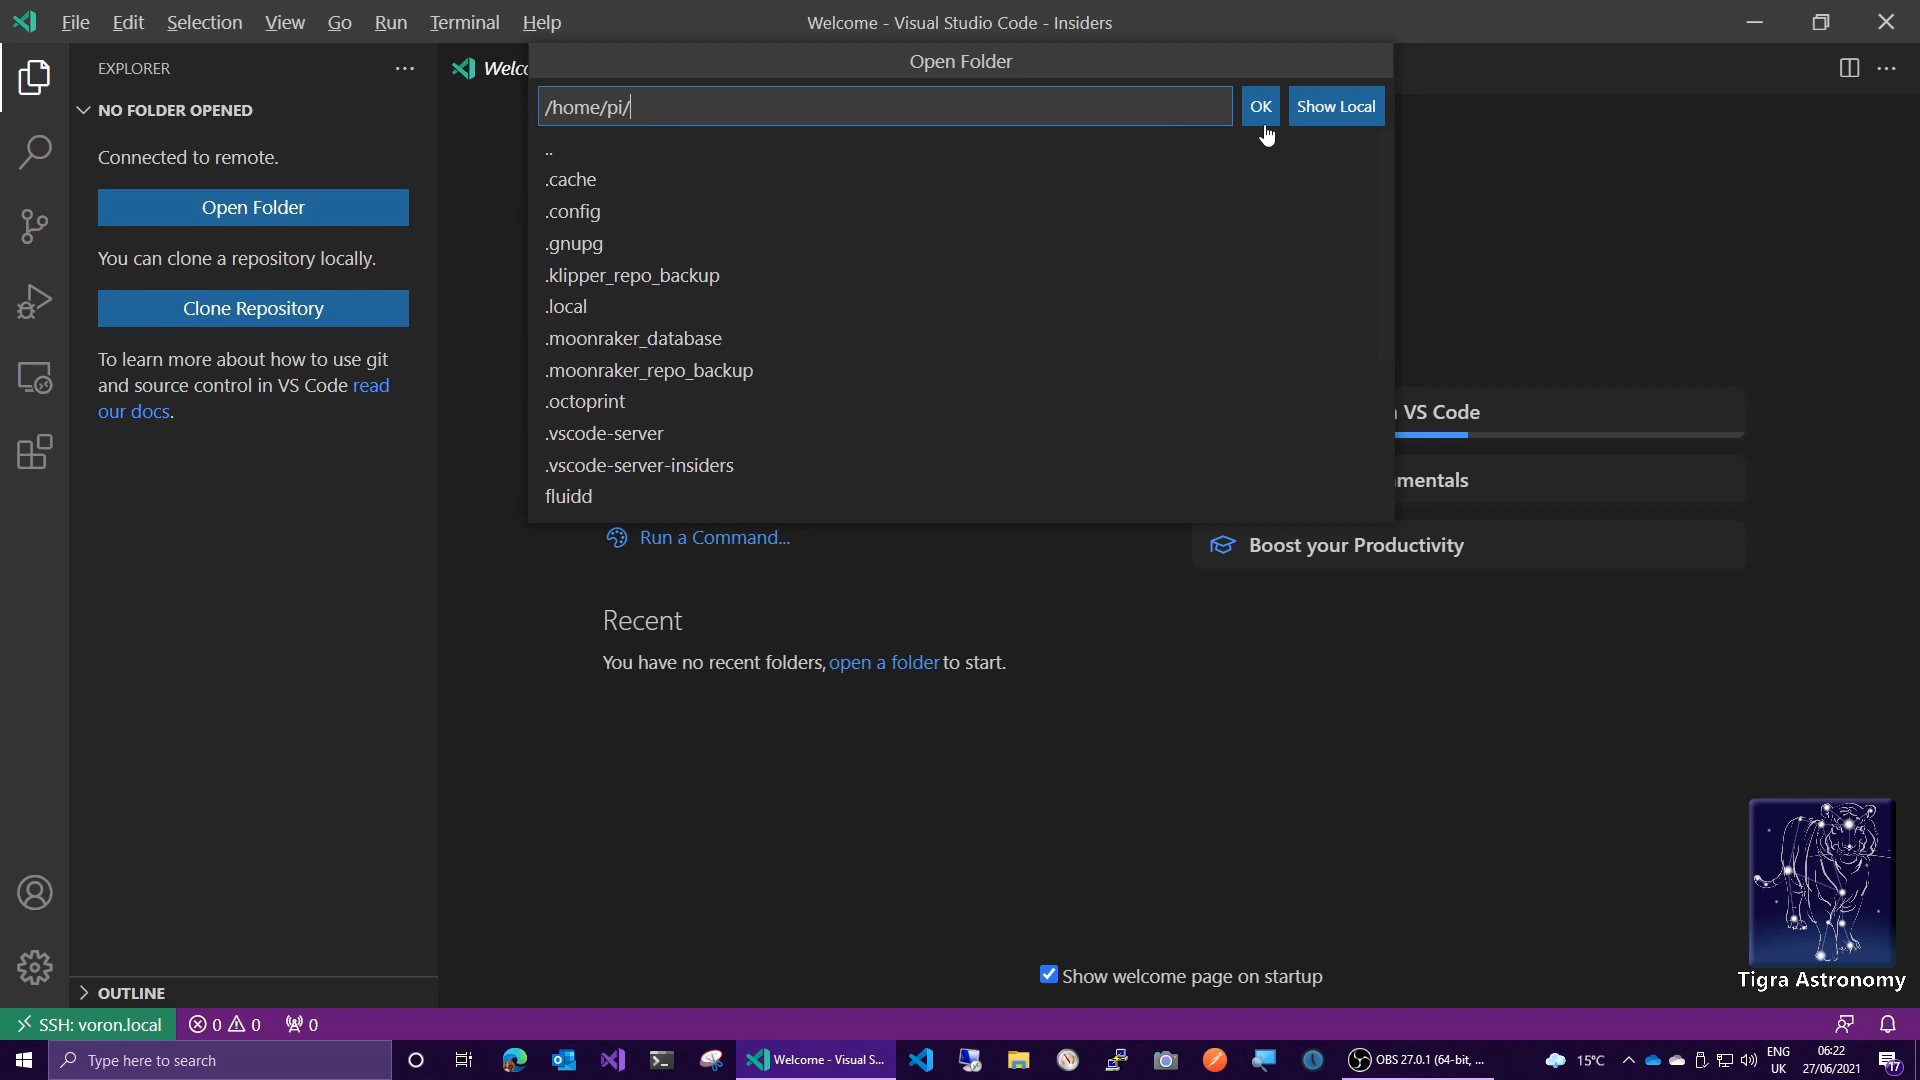 File Edit Selection View Go Run Terminal Help
Welcome - Visual Studio Code - Insiders
EXPLORER
NO FOLDER OPENED
Connected to remote.
Open Folder
You can clone a repository locally.
Clone Repository
To learn more about how to use git
and source control in VS Code read
our docs.
OUTLINE
Open Folder
/home/pi/
OK
Show Local
..
.cache
.config
.gnupg
.klipper_repo_backup
.local
.moonraker_database
.moonraker_repo_backup
.octoprint
.vscode-server
.vscode-server-insiders
fluidd
VS Code
Run a Command...
Boost your Productivity
Recent
You have no recent folders, open a folder to start.
Show welcome page on startup
Tigra Astronomy
SSH: voron.local
0 0 0
Type here to search
Welcome - Visual S...
OBS 27.0.1 (64-bit, ...
15°C
ENG
UK
06:22
27/06/2021
17